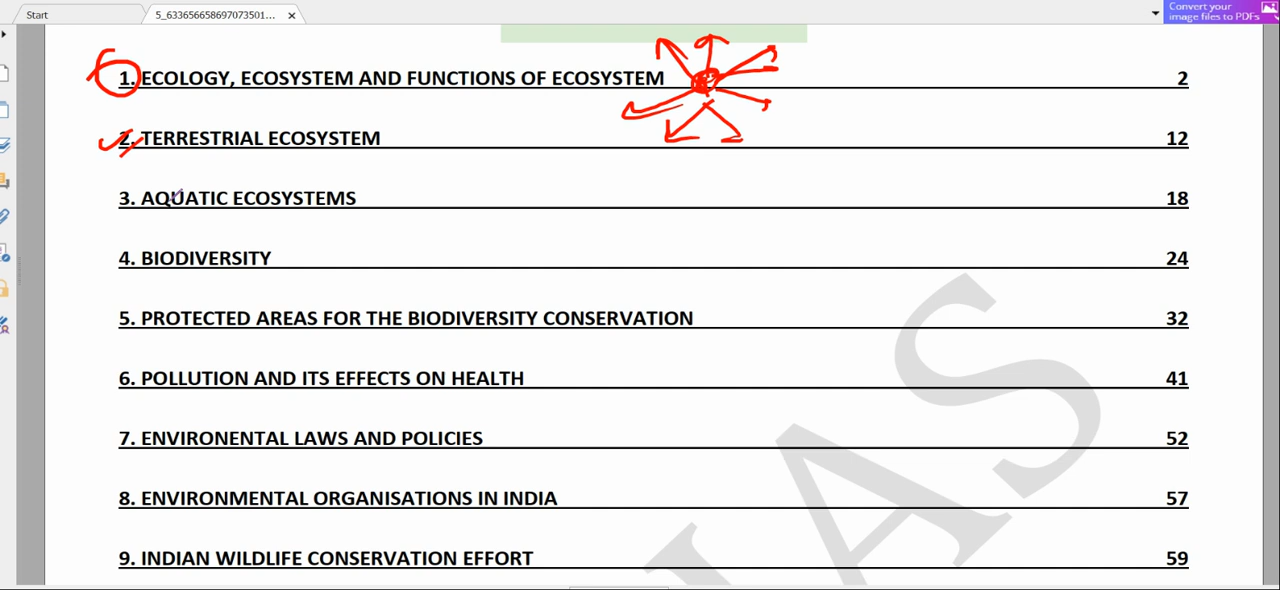 Start
5_633656658697073501...
Convert your
image files to PDFs
1. ECOLOGY, ECOSYSTEM AND FUNCTIONS OF ECOSYSTEM 2
2. TERRESTRIAL ECOSYSTEM 12
3. AQUATIC ECOSYSTEMS 18
4. BIODIVERSITY 24
5. PROTECTED AREAS FOR THE BIODIVERSITY CONSERVATION 32
6. POLLUTION AND ITS EFFECTS ON HEALTH 41
7. ENVIRONENTAL LAWS AND POLICIES 52
8. ENVIRONMENTAL ORGANISATIONS IN INDIA 57
9. INDIAN WILDLIFE CONSERVATION EFFORT 59
IAS